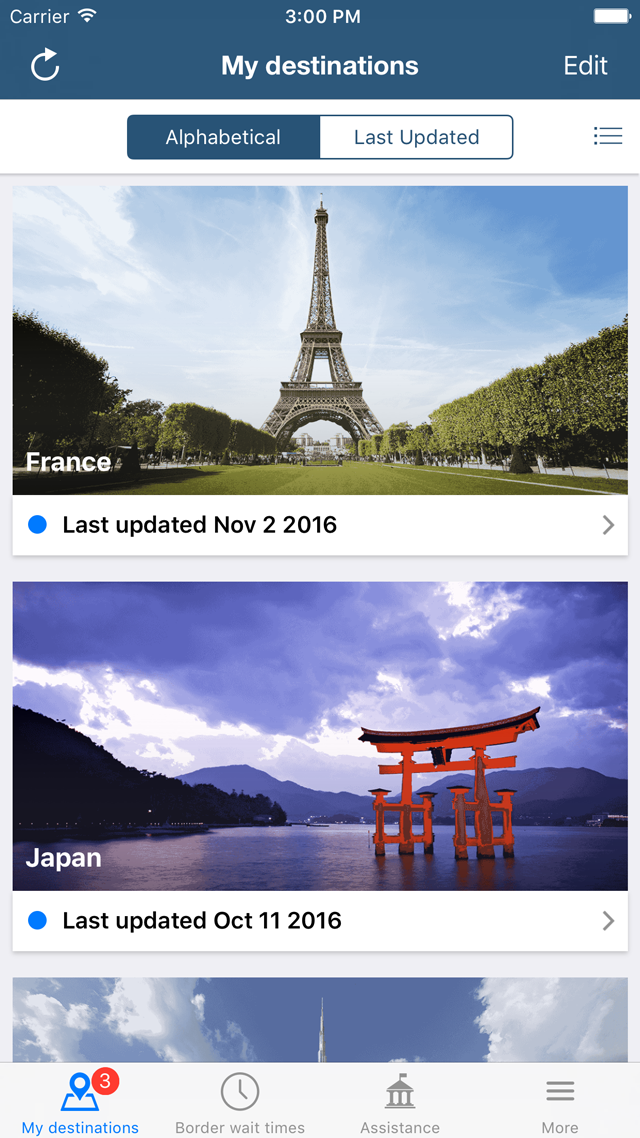 Carrier 3:00 PM
My destinations Edit
Alphabetical Last Updated
France
Last updated Nov 2 2016
Japan
Last updated Oct 11 2016
3
My destinations Border wait times Assistance More